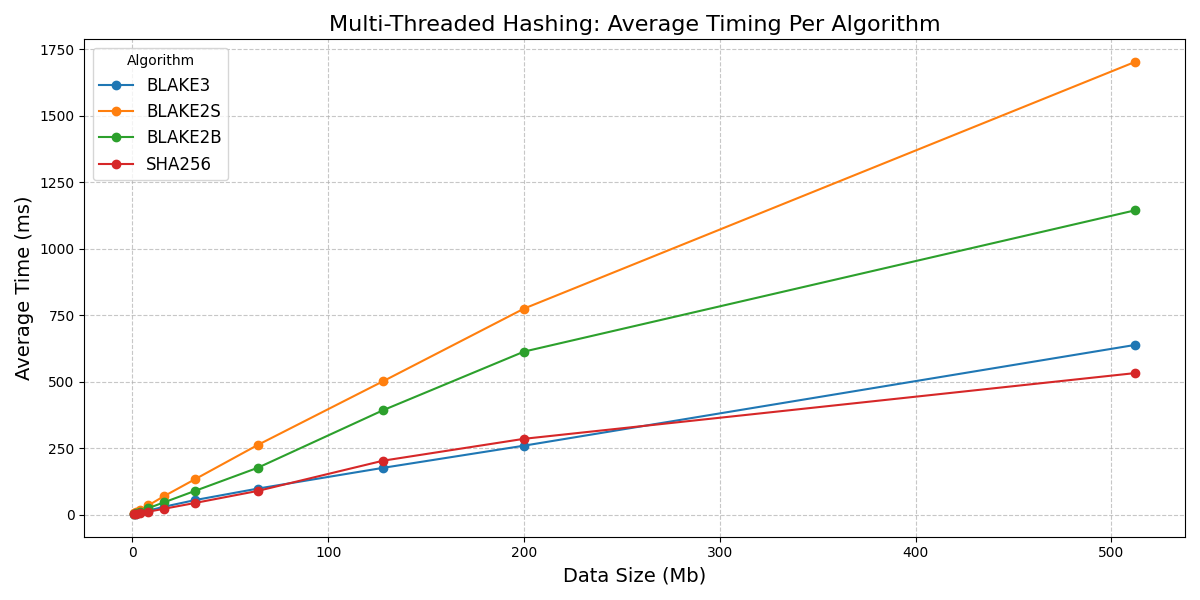 Multi-Threaded Hashing: Average Timing Per Algorithm
Algorithm
BLAKE3
BLAKE2S
BLAKE2B
SHA256
Average Time (ms)
1750
1500
1250
1000
750
500
250
0
0 100 200 300 400 500
Data Size (Mb)